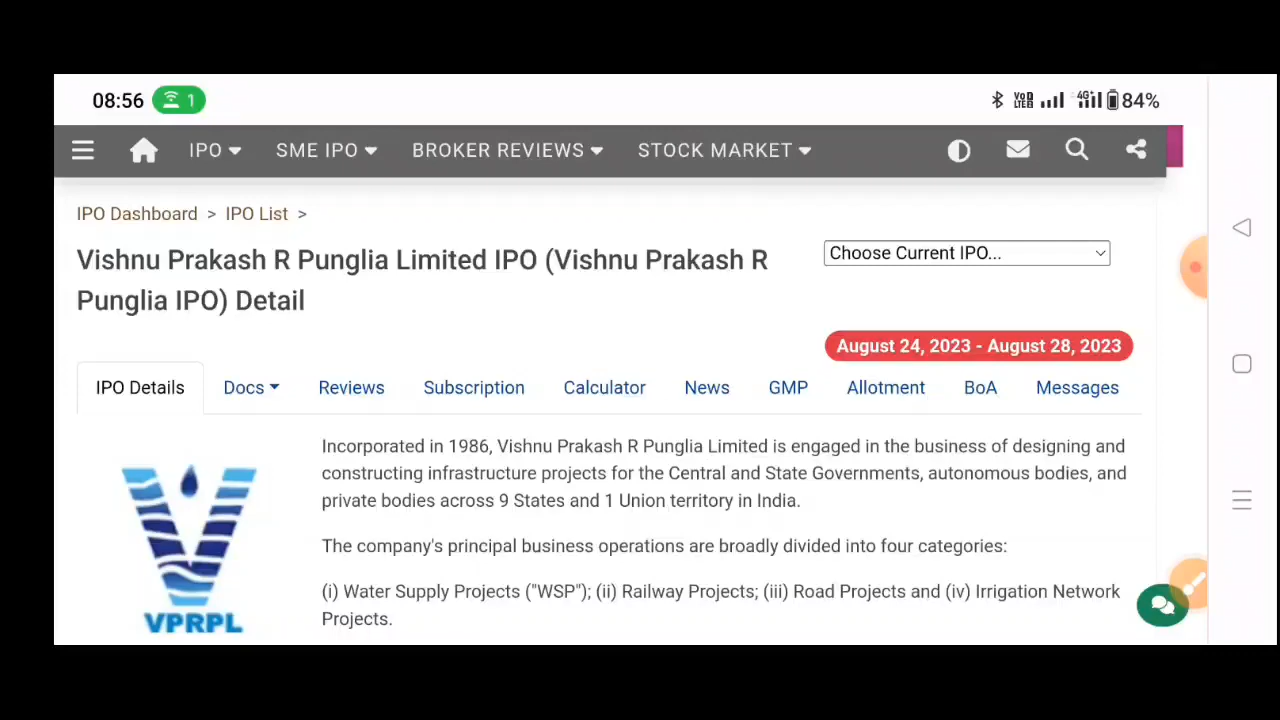 08:56 1 VoD LTE 4G+ 84%
IPO SME IPO BROKER REVIEWS STOCK MARKET
IPO Dashboard > IPO List >
Vishnu Prakash R Punglia Limited IPO (Vishnu Prakash R
Punglia IPO) Detail
Choose Current IPO...
August 24, 2023 - August 28, 2023
IPO Details Docs Reviews Subscription Calculator News GMP Allotment BoA Messages
Incorporated in 1986, Vishnu Prakash R Punglia Limited is engaged in the business of designing and
constructing infrastructure projects for the Central and State Governments, autonomous bodies, and
private bodies across 9 States and 1 Union territory in India.
The company's principal business operations are broadly divided into four categories:
(i) Water Supply Projects ("WSP"); (ii) Railway Projects; (iii) Road Projects and (iv) Irrigation Network
Projects.
VPRPL